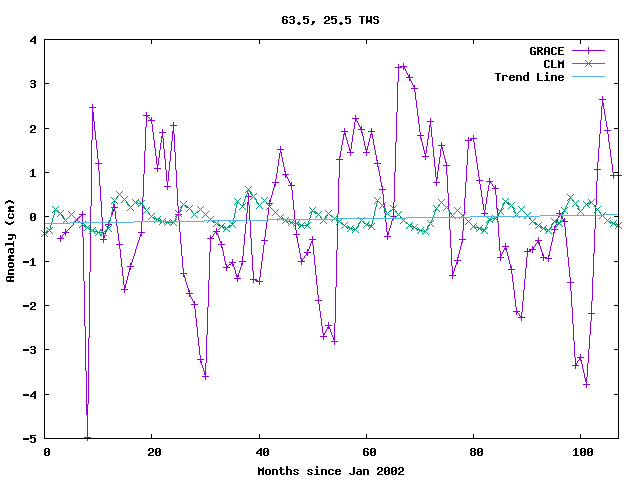 63.5, 25.5 TWS
GRACE
CLM
Trend Line
4
3
2
1
0
-1
-2
-3
-4
-5
Anomaly (cm)
0 20 40 60 80 100
Months since Jan 2002